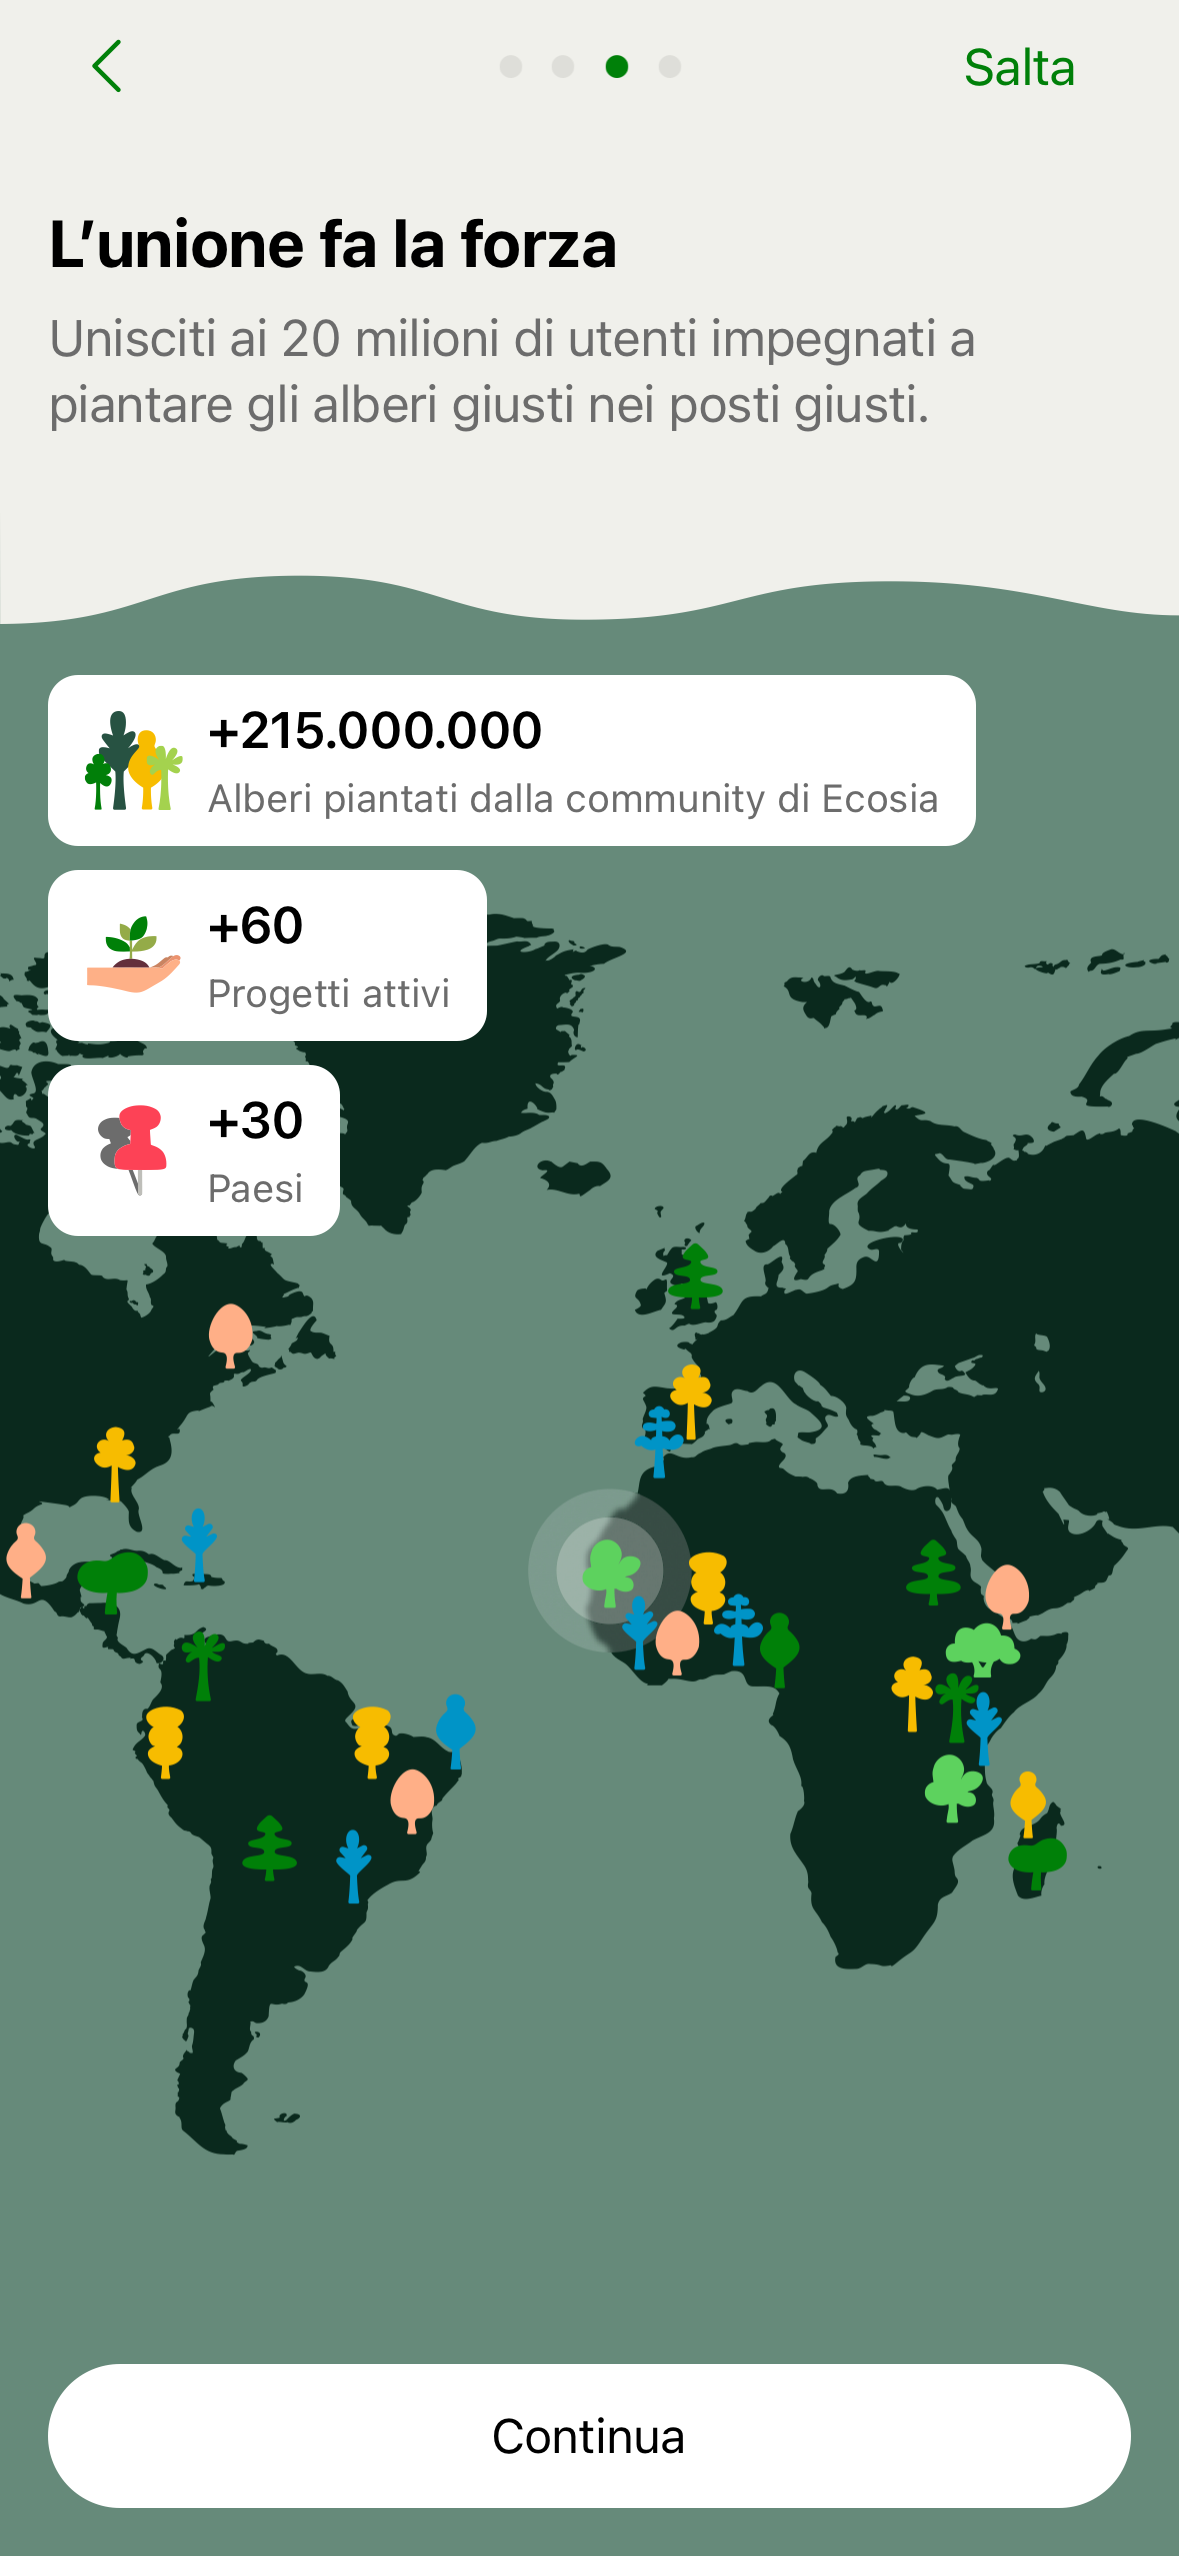 Salta
L’unione fa la forza
Unisciti ai 20 milioni di utenti impegnati a
piantare gli alberi giusti nei posti giusti.
+215.000.000
Alberi piantati dalla community di Ecosia
+60
Progetti attivi
+30
Paesi
Continua